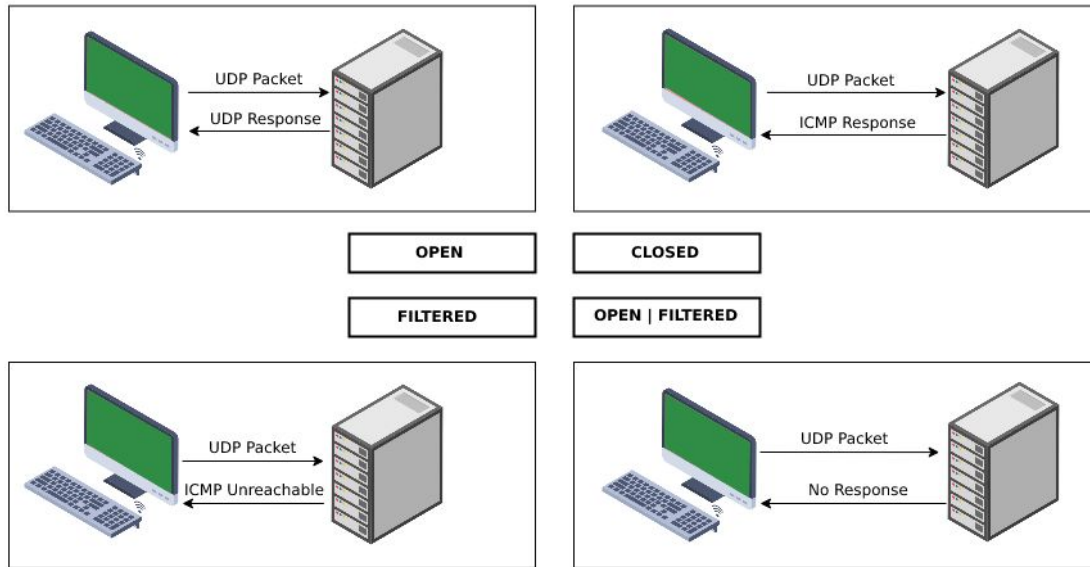 UDP Packet
UDP Response
UDP Packet
ICMP Response
OPEN
CLOSED
FILTERED
OPEN | FILTERED
UDP Packet
ICMP Unreachable
UDP Packet
No Response